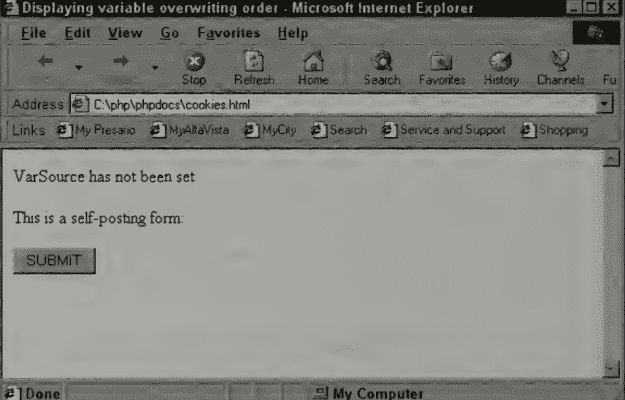 Displaying variable overwriting order - Microsoft Internet Explorer
File Edit View Go Favorites Help
Stop Refresh Home Search Favorites History Channels Fu
Address C:\php\phpdocs\cookies.html
Links My Presario MyAltaVista MyCity Search Service and Support Shopping
VarSource has not been set
This is a self-posting form:
SUBMIT
Done My Computer